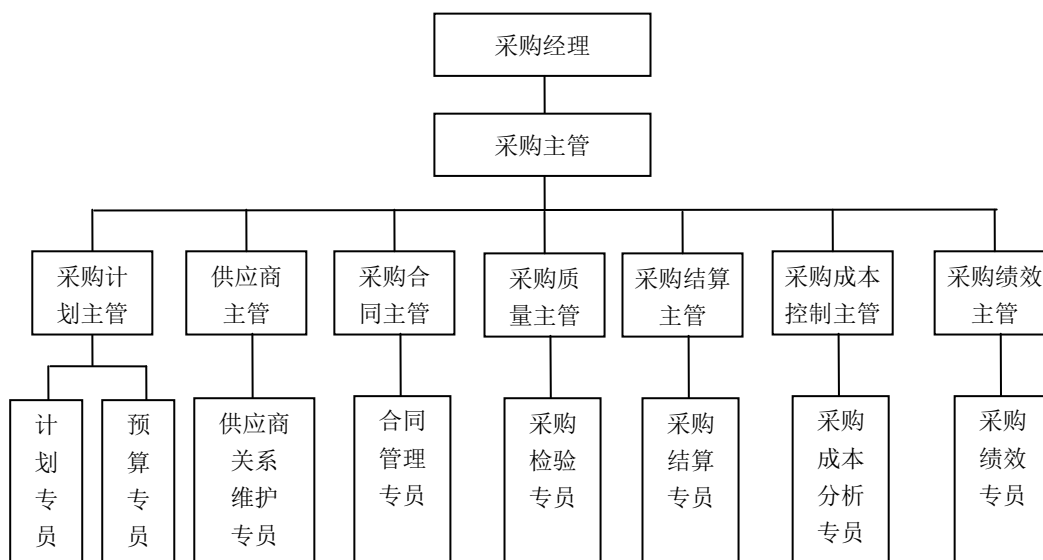 采购经理
采购主管
采购计
划主管
供应商
主管
采购合
同主管
采购质
量主管
采购结算
主管
采购成本
控制主管
采购绩效
主管
计
划
专
员
预
算
专
员
供应商
关系
维护
专员
合同
管理
专员
采购
检验
专员
采购
结算
专员
采购
成本
分析
专员
采购
绩效
专员